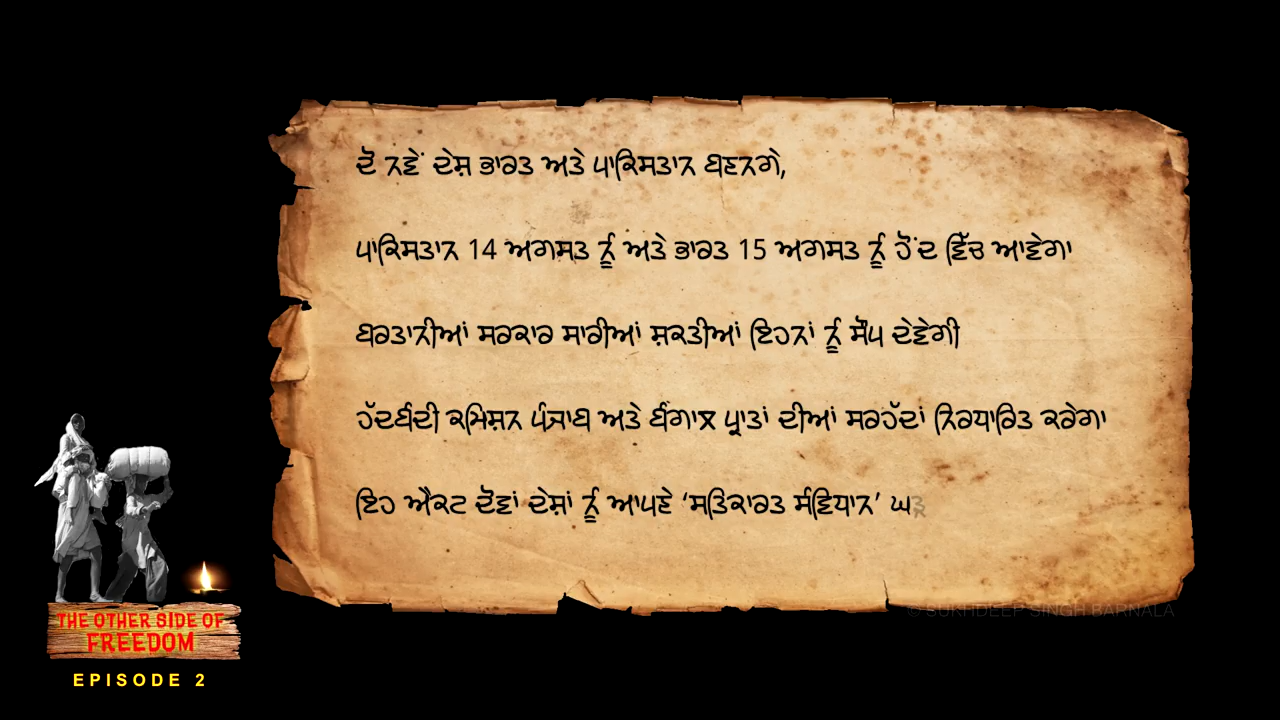 ਦੋ ਨਵੇਂ ਦੇਸ਼ ਭਾਰਤ ਅਤੇ ਪਾਕਿਸਤਾਨ ਬਣਨਗੇ,
ਪਾਕਿਸਤਾਨ 14 ਅਗਸਤ ਨੂੰ ਅਤੇ ਭਾਰਤ 15 ਅਗਸਤ ਨੂੰ ਹੋਂਦ ਵਿੱਚ ਆਵੇਗਾ
ਬਰਤਾਨੀਆਂ ਸਰਕਾਰ ਸਾਰੀਆਂ ਸ਼ਕਤੀਆਂ ਇਹਨਾਂ ਨੂੰ ਸੌਂਪ ਦੇਵੇਗੀ
ਹੱਦਬੰਦੀ ਕਮਿਸ਼ਨ ਪੰਜਾਬ ਅਤੇ ਬੰਗਾਲ ਪ੍ਰਾਤਾਂ ਦੀਆਂ ਸਰਹੱਦਾਂ ਨਿਰਧਾਰਿਤ ਕਰੇਗਾ
ਇਹ ਐਕਟ ਦੋਵਾਂ ਦੇਸ਼ਾਂ ਨੂੰ ਆਪਣੇ ‘ਸਤਿਕਾਰਤ ਸੰਵਿਧਾਨ’ ਘੜ
© SUKHDEEP SINGH BARNALA
THE OTHER SIDE OF
FREEDOM
EPISODE 2